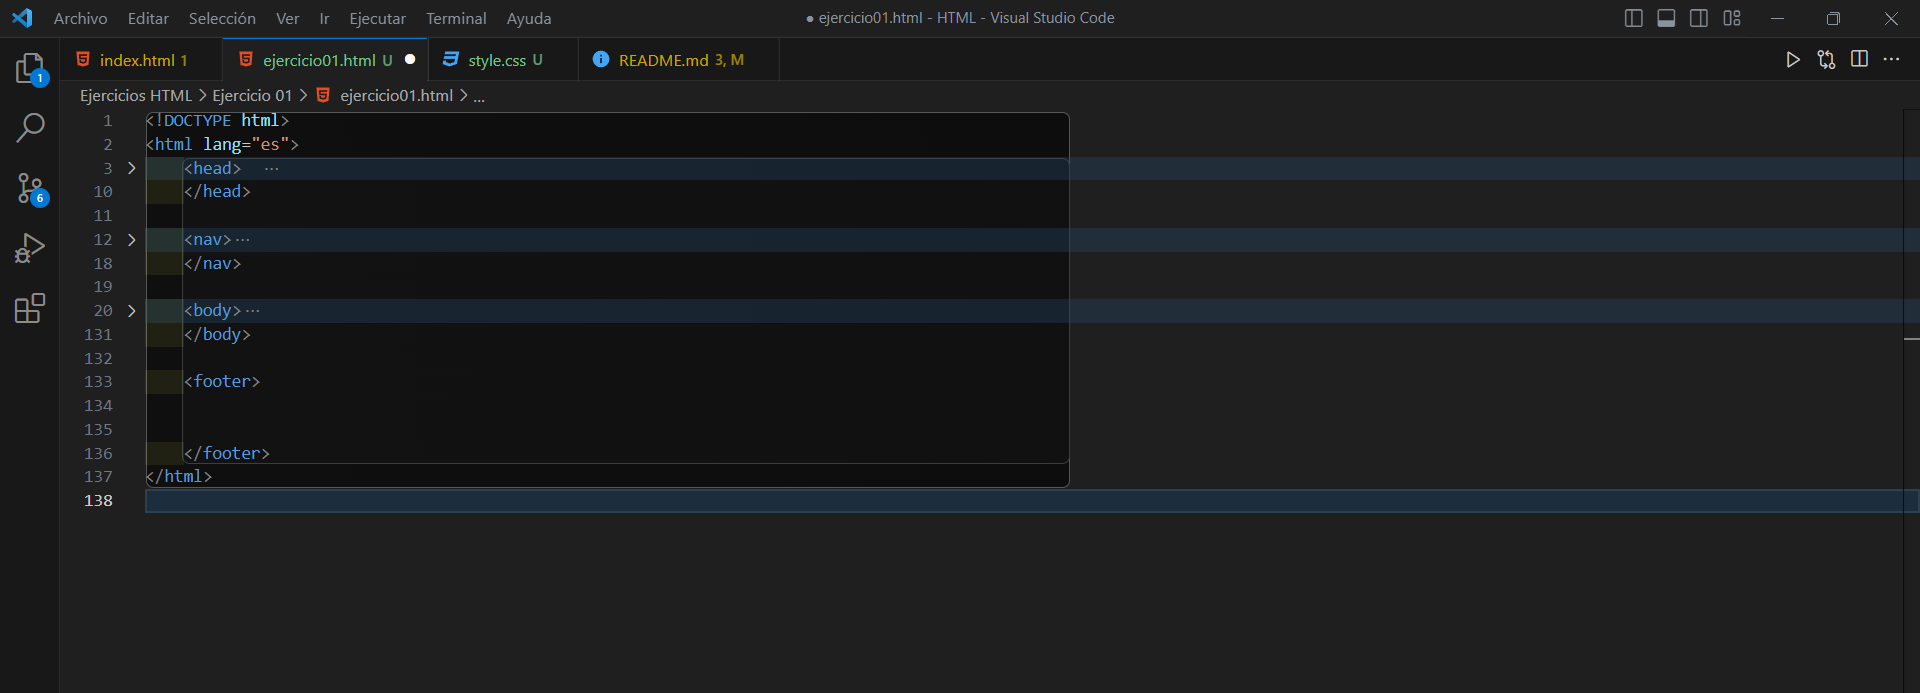 Archivo Editar Selección Ver Ir Ejecutar Terminal Ayuda ● ejercicio01.html - HTML - Visual Studio Code
index.html 1 ejercicio01.html U ● style.css U README.md 3, M
Ejercicios HTML > Ejercicio 01 > ejercicio01.html > ...
1 <!DOCTYPE html>
2 <html lang="es">
3 > <head> ···
10 </head>
11
12 > <nav>···
18 </nav>
19
20 > <body>···
131 </body>
132
133 <footer>
134
135
136 </footer>
137 </html>
138
1
6